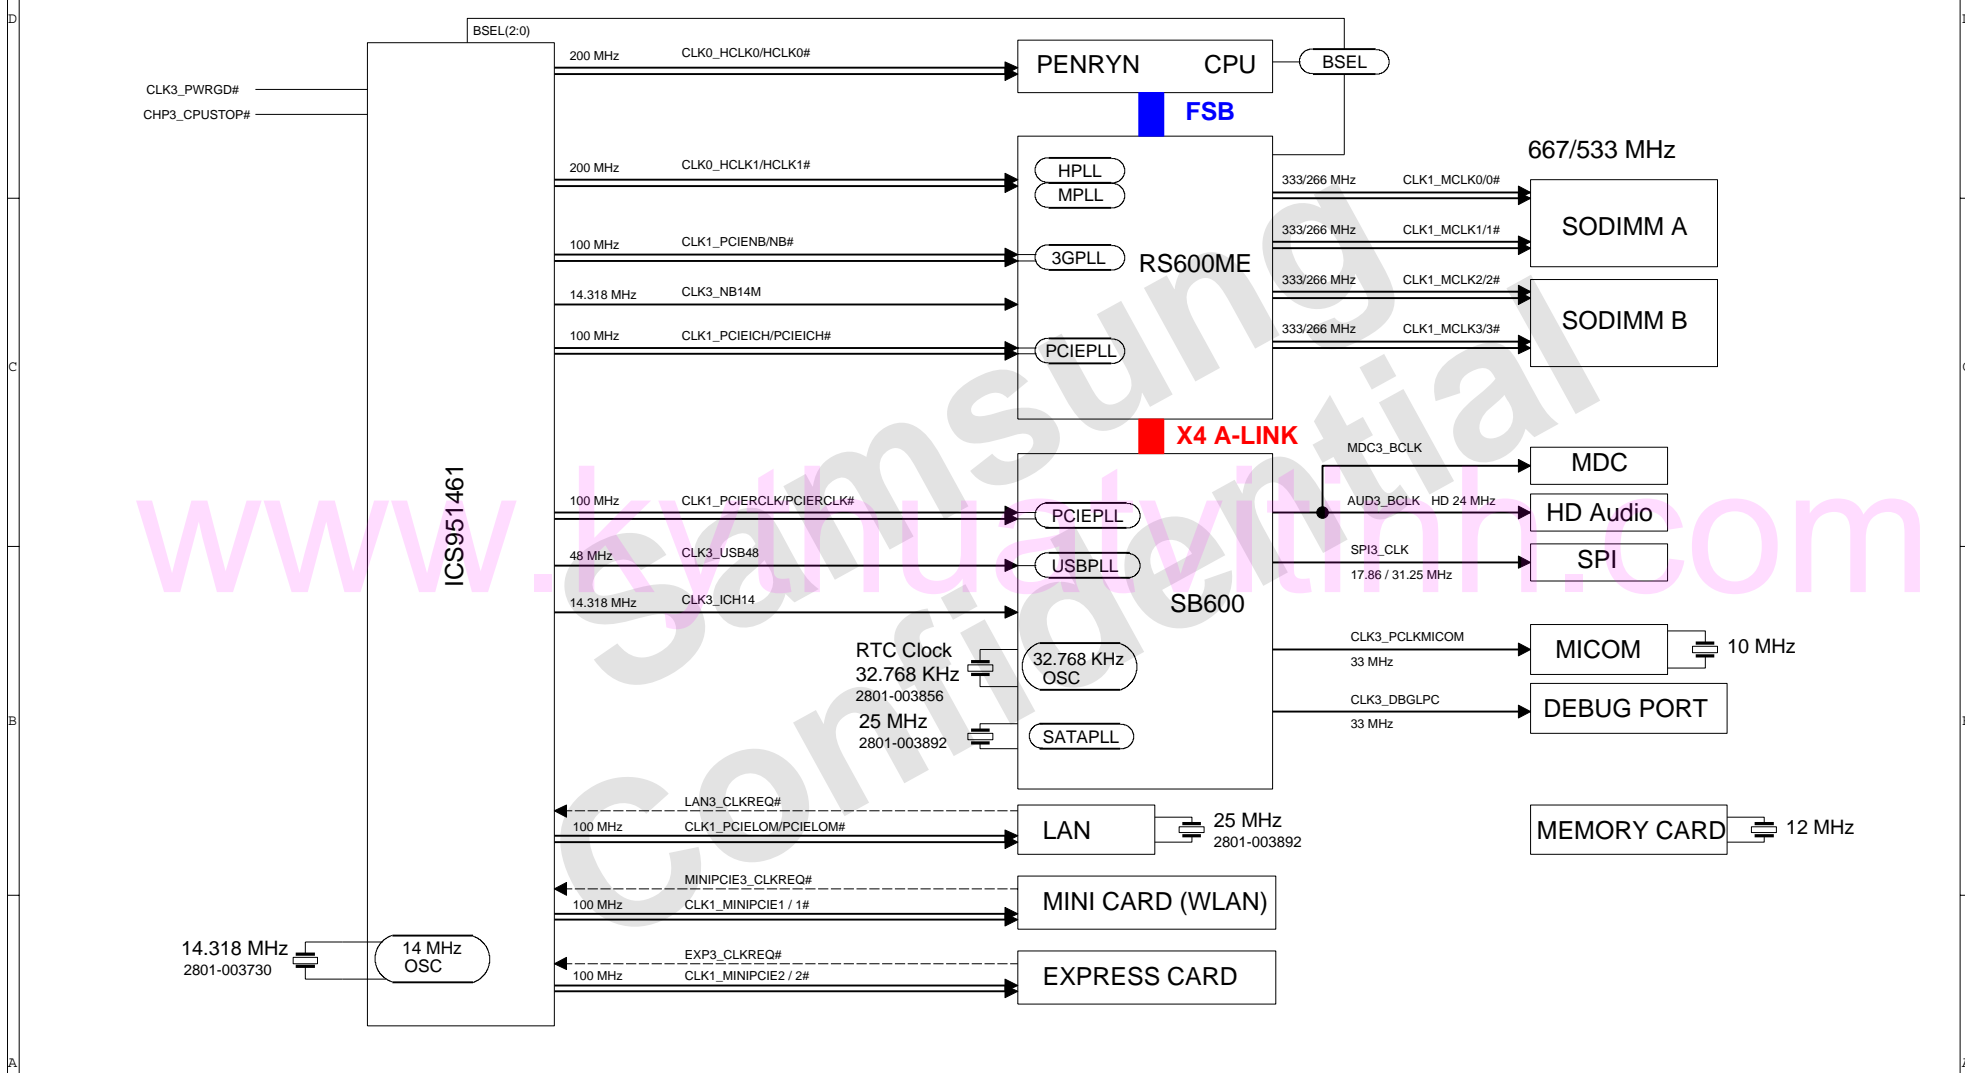 D
BSEL(2:0)
200 MHz CLK0_HCLK0/HCLK0#
PENRYN CPU
BSEL
CLK3_PWRGD#
CHP3_CPUSTOP#
FSB
667/533 MHz
200 MHz CLK0_HCLK1/HCLK1#
HPLL
MPLL
333/266 MHz CLK1_MCLK0/0#
SODIMM A
333/266 MHz CLK1_MCLK1/1#
100 MHz CLK1_PCIENB/NB#
3GPLL
RS600ME
14.318 MHz CLK3_NB14M
333/266 MHz CLK1_MCLK2/2#
SODIMM B
333/266 MHz CLK1_MCLK3/3#
100 MHz CLK1_PCIEICH/PCIEICH#
PCIEPLL
C
X4 A-LINK
MDC3_BCLK
MDC
ICS951461
100 MHz CLK1_PCIERCLK/PCIERCLK#
PCIEPLL
AUD3_BCLK HD 24 MHz
HD Audio
48 MHz CLK3_USB48
USBPLL
SPI3_CLK
17.86 / 31.25 MHz
SPI
14.318 MHz CLK3_ICH14
SB600
RTC Clock
32.768 KHz
2801-003856
32.768 KHz
OSC
CLK3_PCLKMICOM
33 MHz
MICOM
10 MHz
25 MHz
2801-003892
SATAPLL
CLK3_DBGLPC
33 MHz
DEBUG PORT
B
LAN3_CLKREQ#
100 MHz CLK1_PCIELOM/PCIELOM#
LAN
25 MHz
2801-003892
MEMORY CARD
12 MHz
MINIPCIE3_CLKREQ#
100 MHz CLK1_MINIPCIE1 / 1#
MINI CARD (WLAN)
14.318 MHz
2801-003730
14 MHz
OSC
EXP3_CLKREQ#
100 MHz CLK1_MINIPCIE2 / 2#
EXPRESS CARD
A
Samsung
Confidential
www.kythuatvitinh.com